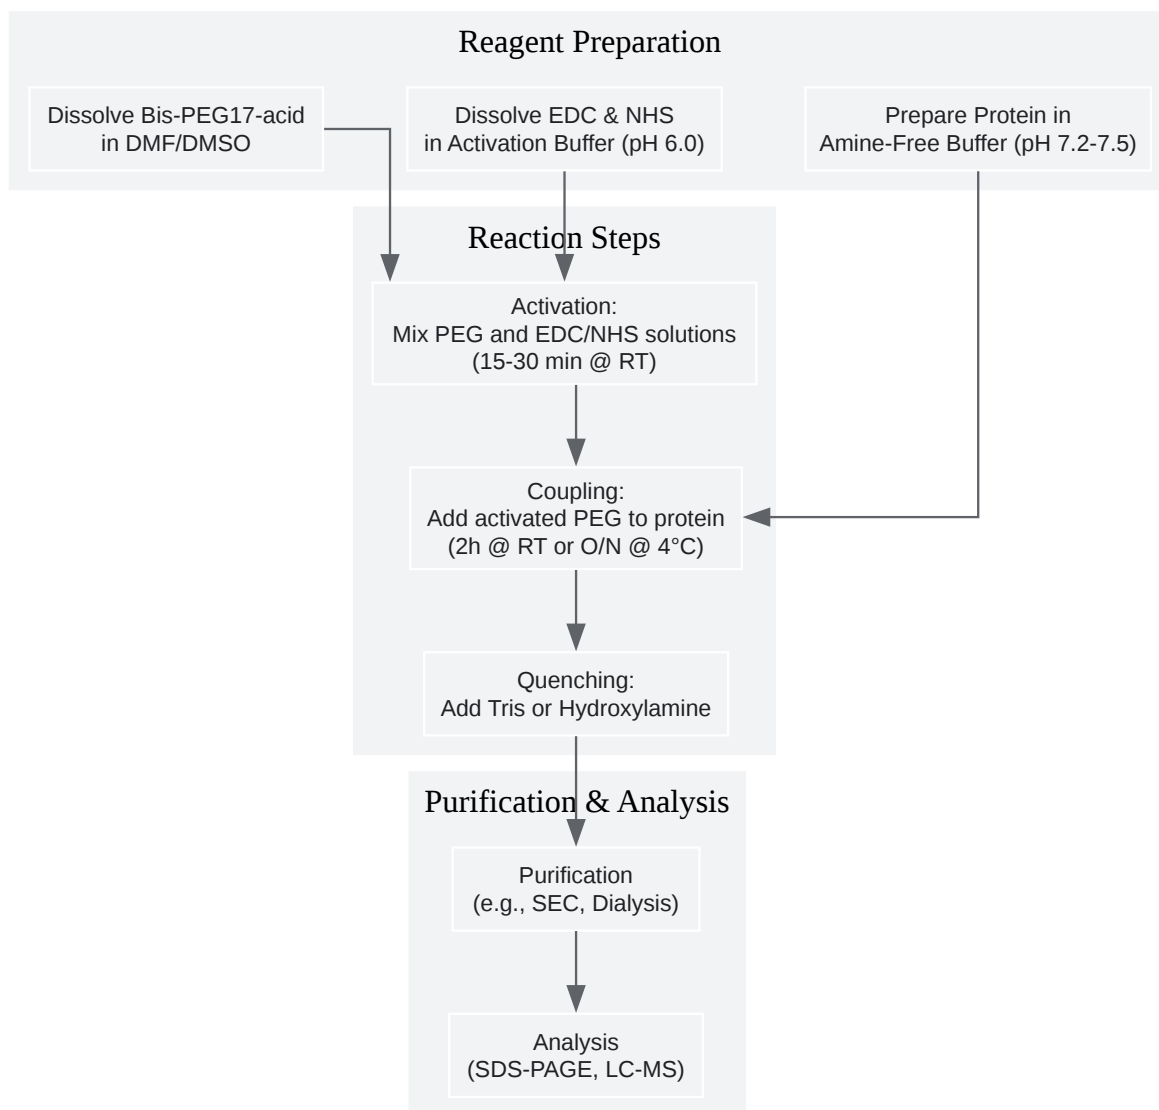 Reagent Preparation
Dissolve Bis-PEG17-acid
in DMF/DMSO
Dissolve EDC & NHS
in Activation Buffer (pH 6.0)
Prepare Protein in
Amine-Free Buffer (pH 7.2-7.5)
Reaction Steps
Activation:
Mix PEG and EDC/NHS solutions
(15-30 min @ RT)
Coupling:
Add activated PEG to protein
(2h @ RT or O/N @ 4°C)
Quenching:
Add Tris or Hydroxylamine
Purification & Analysis
Purification
(e.g., SEC, Dialysis)
Analysis
(SDS-PAGE, LC-MS)